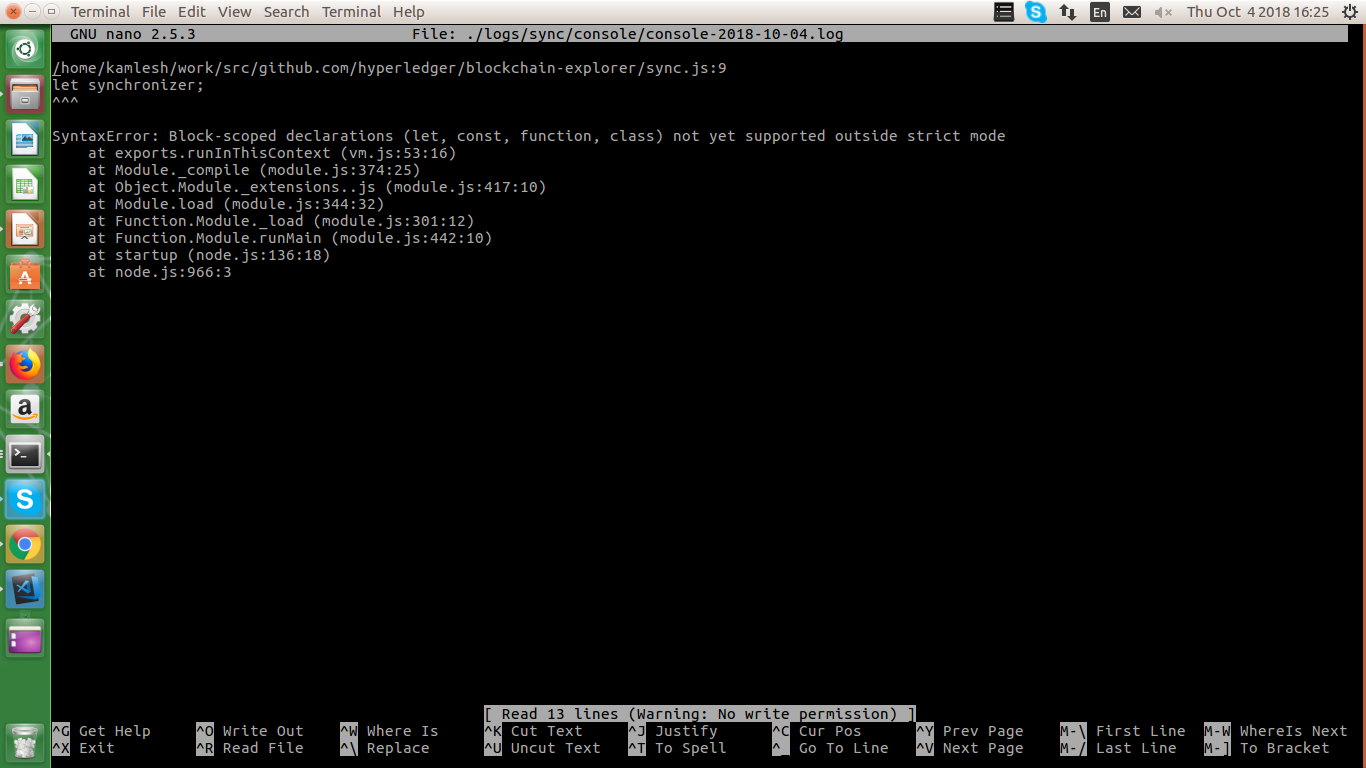 Terminal File Edit View Search Terminal Help En Thu Oct 4 2018 16:25
GNU nano 2.5.3 File: ./logs/sync/console/console-2018-10-04.log
/home/kamlesh/work/src/github.com/hyperledger/blockchain-explorer/sync.js:9
let synchronizer;
^^^
SyntaxError: Block-scoped declarations (let, const, function, class) not yet supported outside strict mode
    at exports.runInThisContext (vm.js:53:16)
    at Module._compile (module.js:374:25)
    at Object.Module._extensions..js (module.js:417:10)
    at Module.load (module.js:344:32)
    at Function.Module._load (module.js:301:12)
    at Function.Module.runMain (module.js:442:10)
    at startup (node.js:136:18)
    at node.js:966:3
[ Read 13 lines (Warning: No write permission) ]
^G Get Help ^O Write Out ^W Where Is ^K Cut Text ^J Justify ^C Cur Pos ^Y Prev Page M-\ First Line M-W WhereIs Next
^X Exit ^R Read File ^\ Replace ^U Uncut Text ^T To Spell ^_ Go To Line ^V Next Page M-/ Last Line M-] To Bracket